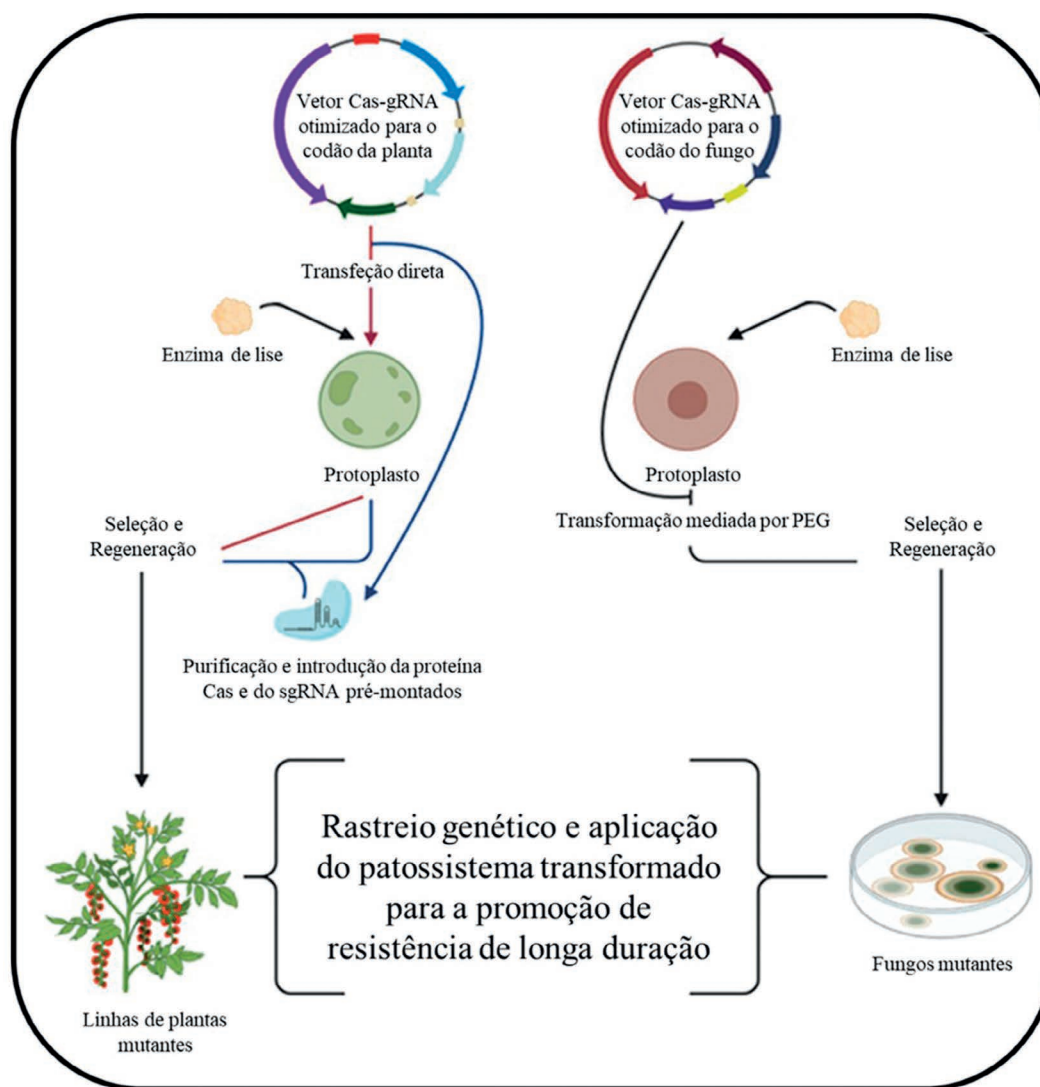 Vetor Cas-gRNA
otimizado para o
codão da planta
Vetor Cas-gRNA
otimizado para o
codão do fungo
Transfeção direta
Enzima de lise
Enzima de lise
Protoplasto
Protoplasto
Seleção e
Regeneração
Transformação mediada por PEG
Seleção e
Regeneração
Purificação e introdução da proteína
Cas e do sgRNA pré-montados
Rastreio genético e aplicação
do patossistema transformado
para a promoção de
resistência de longa duração
Linhas de plantas
mutantes
Fungos mutantes